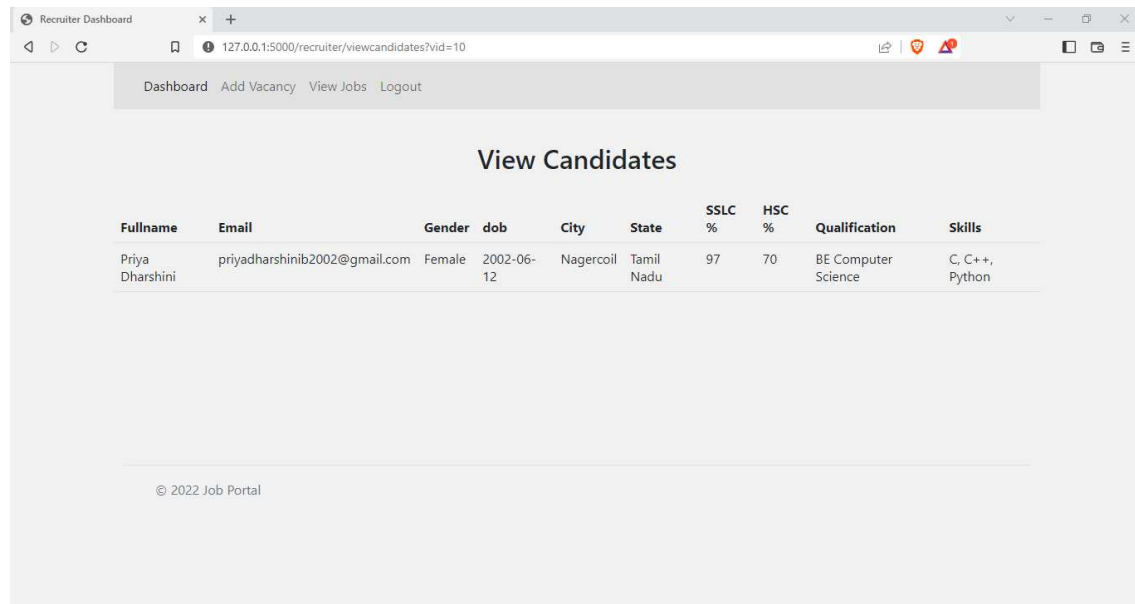 Recruiter Dashboard
127.0.0.1:5000/recruiter/viewcandidates?vid=10
Dashboard Add Vacancy View Jobs Logout
View Candidates
SSLC HSC
Fullname Email Gender dob City State % % Qualification Skills
Priya priyadharshinib2002@gmail.com Female 2002-06- Nagercoil Tamil 97 70 BE Computer C, C++,
Dharshini 12 Nadu Science Python
© 2022 Job Portal